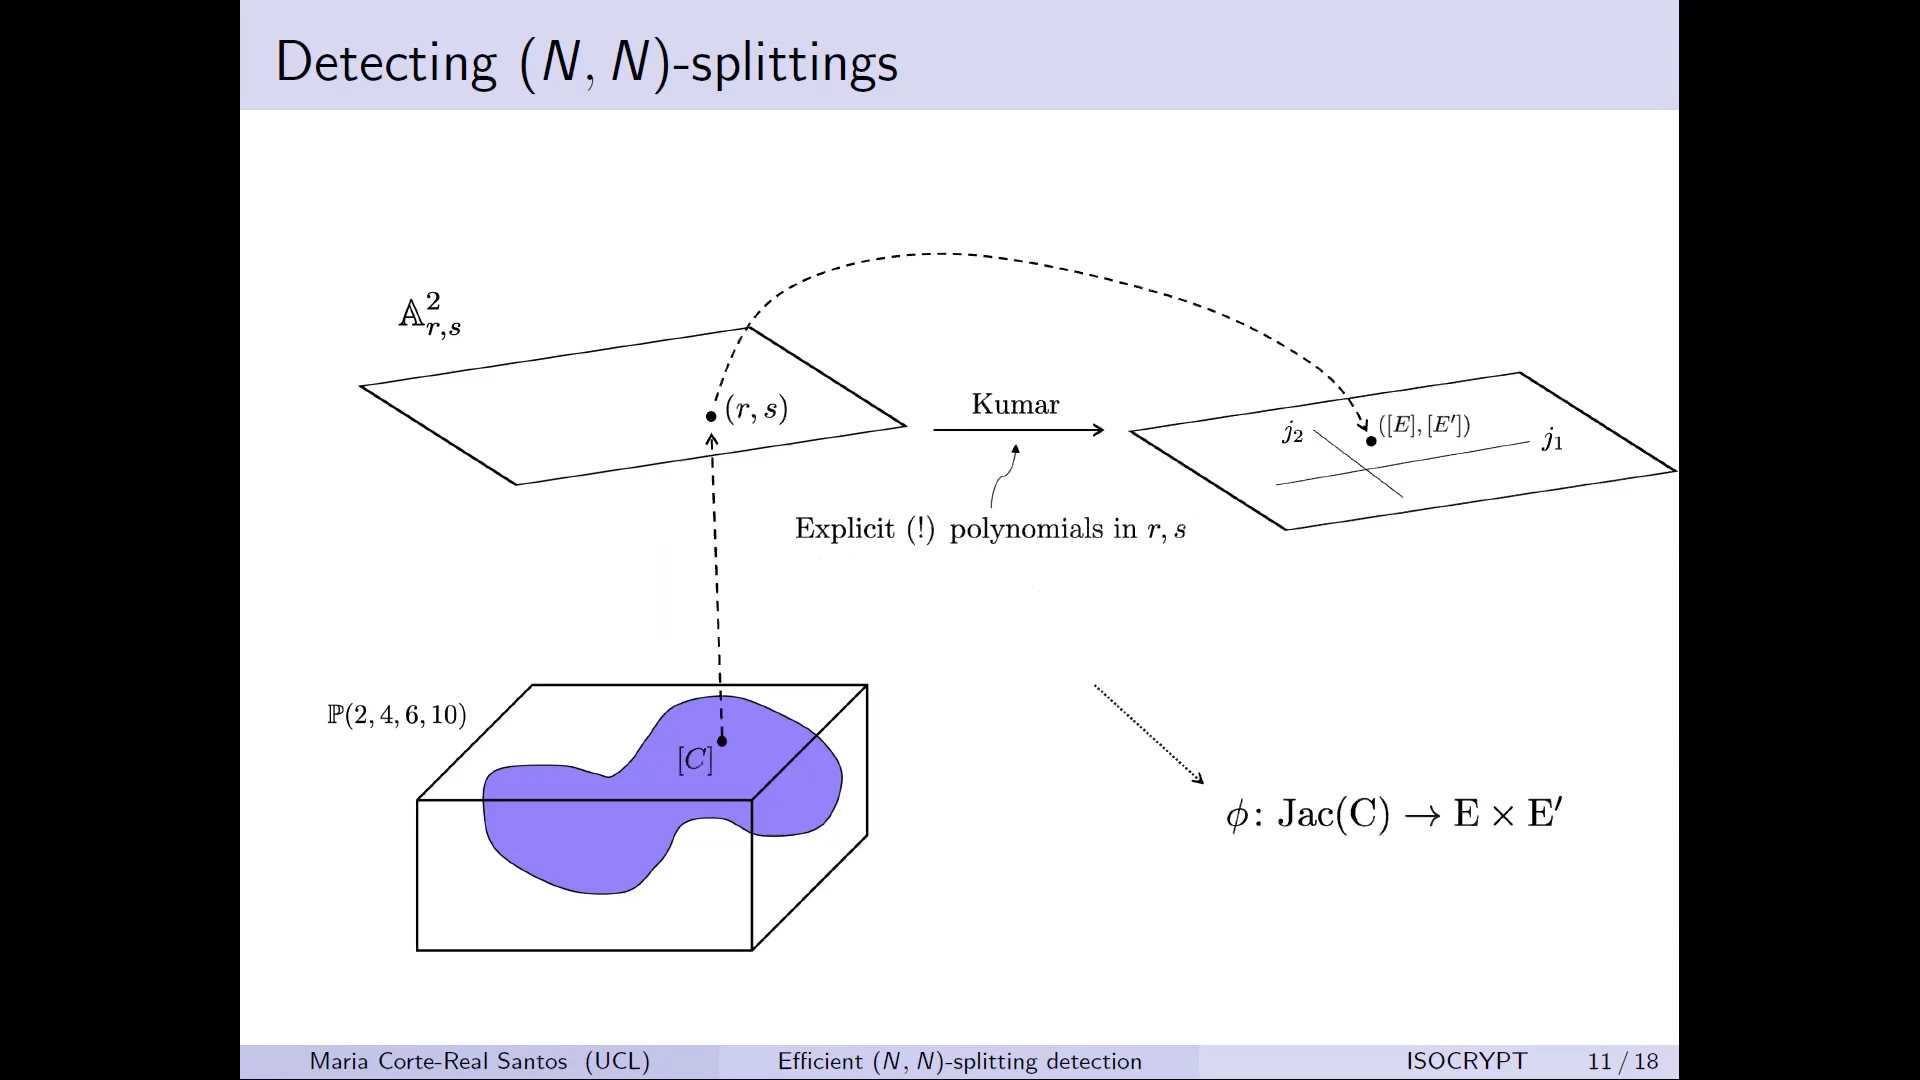 Detecting (N, N)-splittings
𝔸²ᵣ,ₛ
(r, s)
Kumar
([E], [E′])
j₂
j₁
Explicit (!) polynomials in r, s
ℙ(2, 4, 6, 10)
[C]
ϕ: Jac(C) → E × E′
Maria Corte-Real Santos (UCL)
Efficient (N, N)-splitting detection
ISOCRYPT
11 / 18